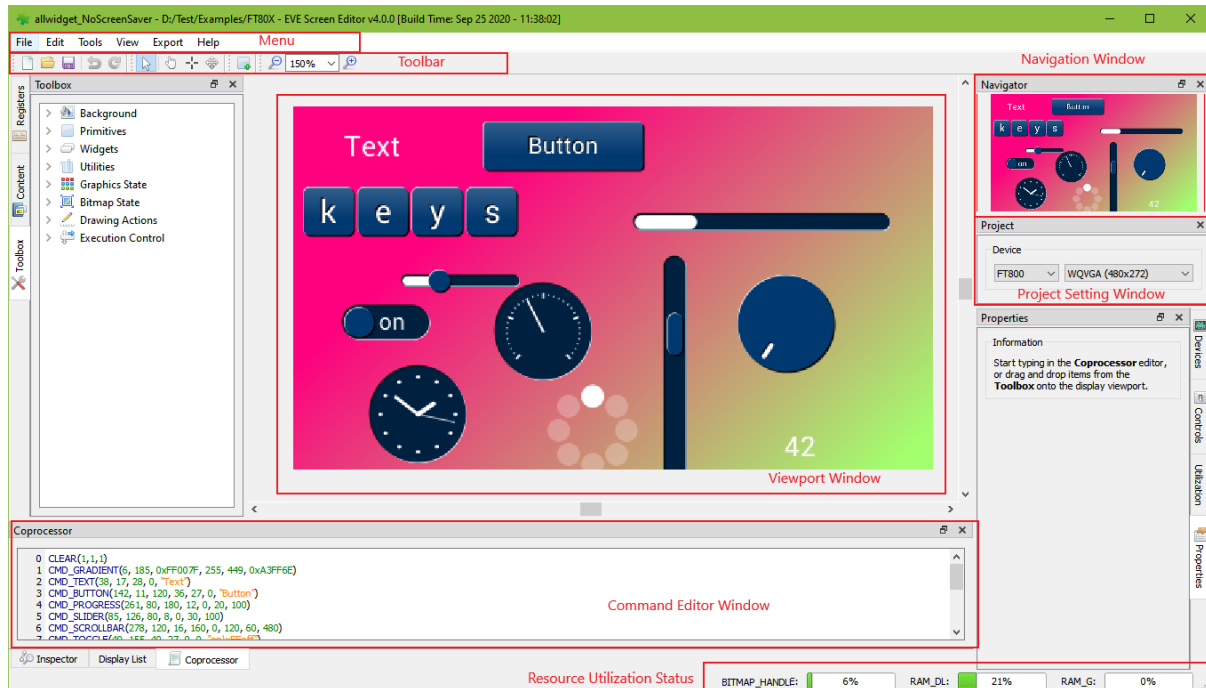 allwidget_NoScreenSaver - D:/Test/Examples/FT80X - EVE Screen Editor v4.0.0 [Build Time: Sep 25 2020 - 11:38:02]
File Edit Tools View Export Help Menu
150% Toolbar
Navigation Window
Registers
Content
Toolbox
Toolbox
Background
Primitives
Widgets
Utilities
Graphics State
Bitmap State
Drawing Actions
Execution Control
Text Button
k e y s
on
42
Viewport Window
Navigator
Text Button
k e y s
on
42
Project
Device
FT800 WQVGA (480x272)
Project Setting Window
Properties
Information
Start typing in the Coprocessor editor,
or drag and drop items from the
Toolbox onto the display viewport.
Devices
Controls
Utilization
Properties
Coprocessor
0 CLEAR(1,1,1)
1 CMD_GRADIENT(6, 185, 0xFF007F, 255, 449, 0xA3FF6E)
2 CMD_TEXT(38, 17, 28, 0, "Text")
3 CMD_BUTTON(142, 11, 120, 36, 27, 0, "Button")
4 CMD_PROGRESS(261, 80, 180, 12, 0, 20, 100)
5 CMD_SLIDER(85, 126, 80, 8, 0, 30, 100)
6 CMD_SCROLLBAR(278, 120, 16, 160, 0, 120, 60, 480)
7 CMD_TOGGLE(40, 155, 40, 27, 0, 0,
Command Editor Window
Inspector Display List Coprocessor
Resource Utilization Status
BITMAP_HANDLE: 6% RAM_DL: 21% RAM_G: 0%